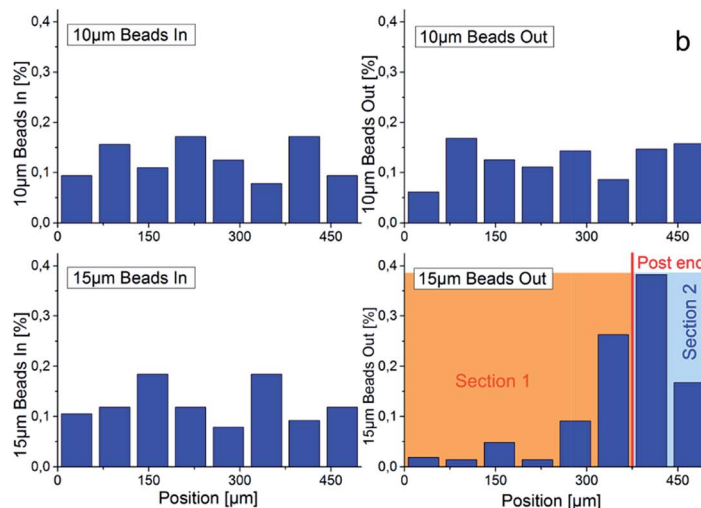 10µm Beads In
10µm Beads In [%]
0,4
0,3
0,2
0,1
0,0
0
150
300
450
b
10µm Beads Out
10µm Beads Out [%]
0,4
0,3
0,2
0,1
0,0
0
150
300
450
15µm Beads In
15µm Beads In [%]
0,4
0,3
0,2
0,1
0,0
0
150
300
450
Position [µm]
Post end
15µm Beads Out
15µm Beads Out [%]
0,4
0,3
0,2
0,1
0,0
Section 1
Section 2
0
150
300
450
Position [µm]